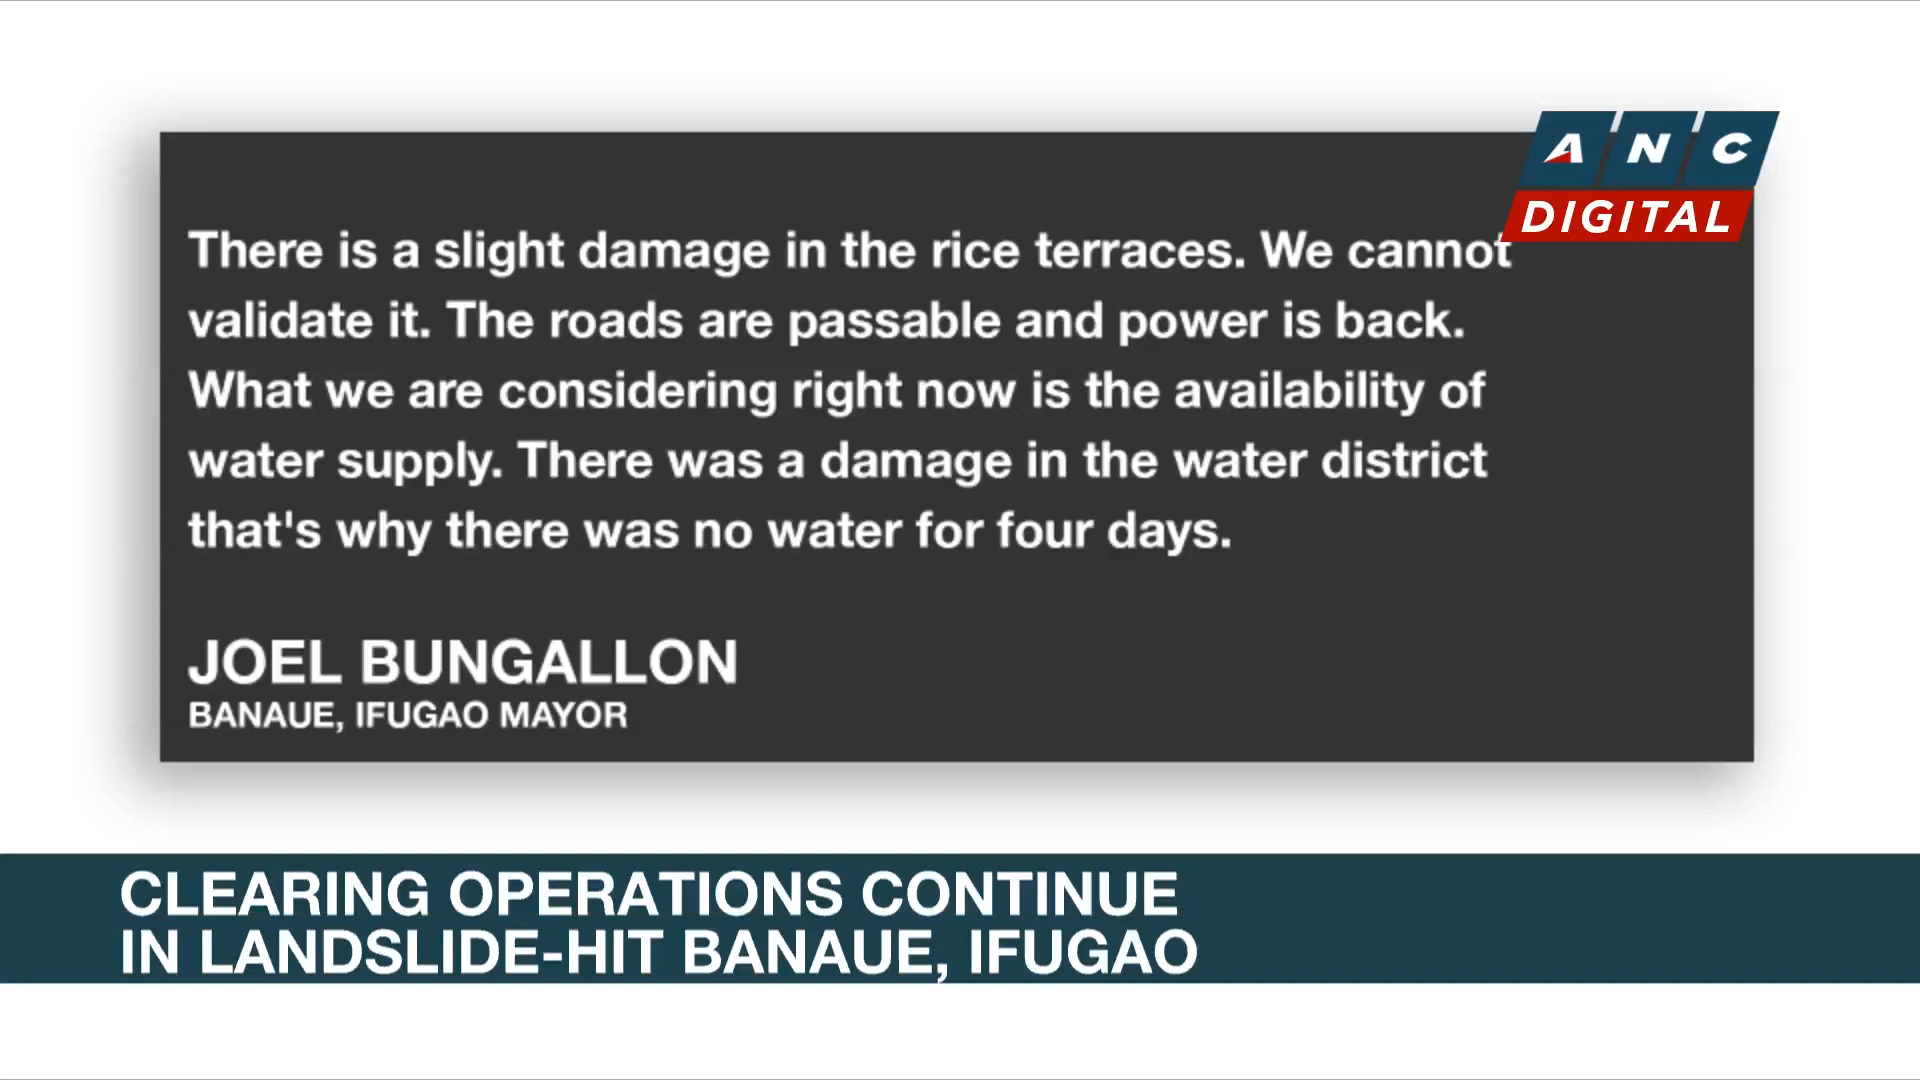 ANC
DIGITAL
There is a slight damage in the rice terraces. We cannot
validate it. The roads are passable and power is back.
What we are considering right now is the availability of
water supply. There was a damage in the water district
that's why there was no water for four days.
JOEL BUNGALLON
BANAUE, IFUGAO MAYOR
CLEARING OPERATIONS CONTINUE
IN LANDSLIDE-HIT BANAUE, IFUGAO